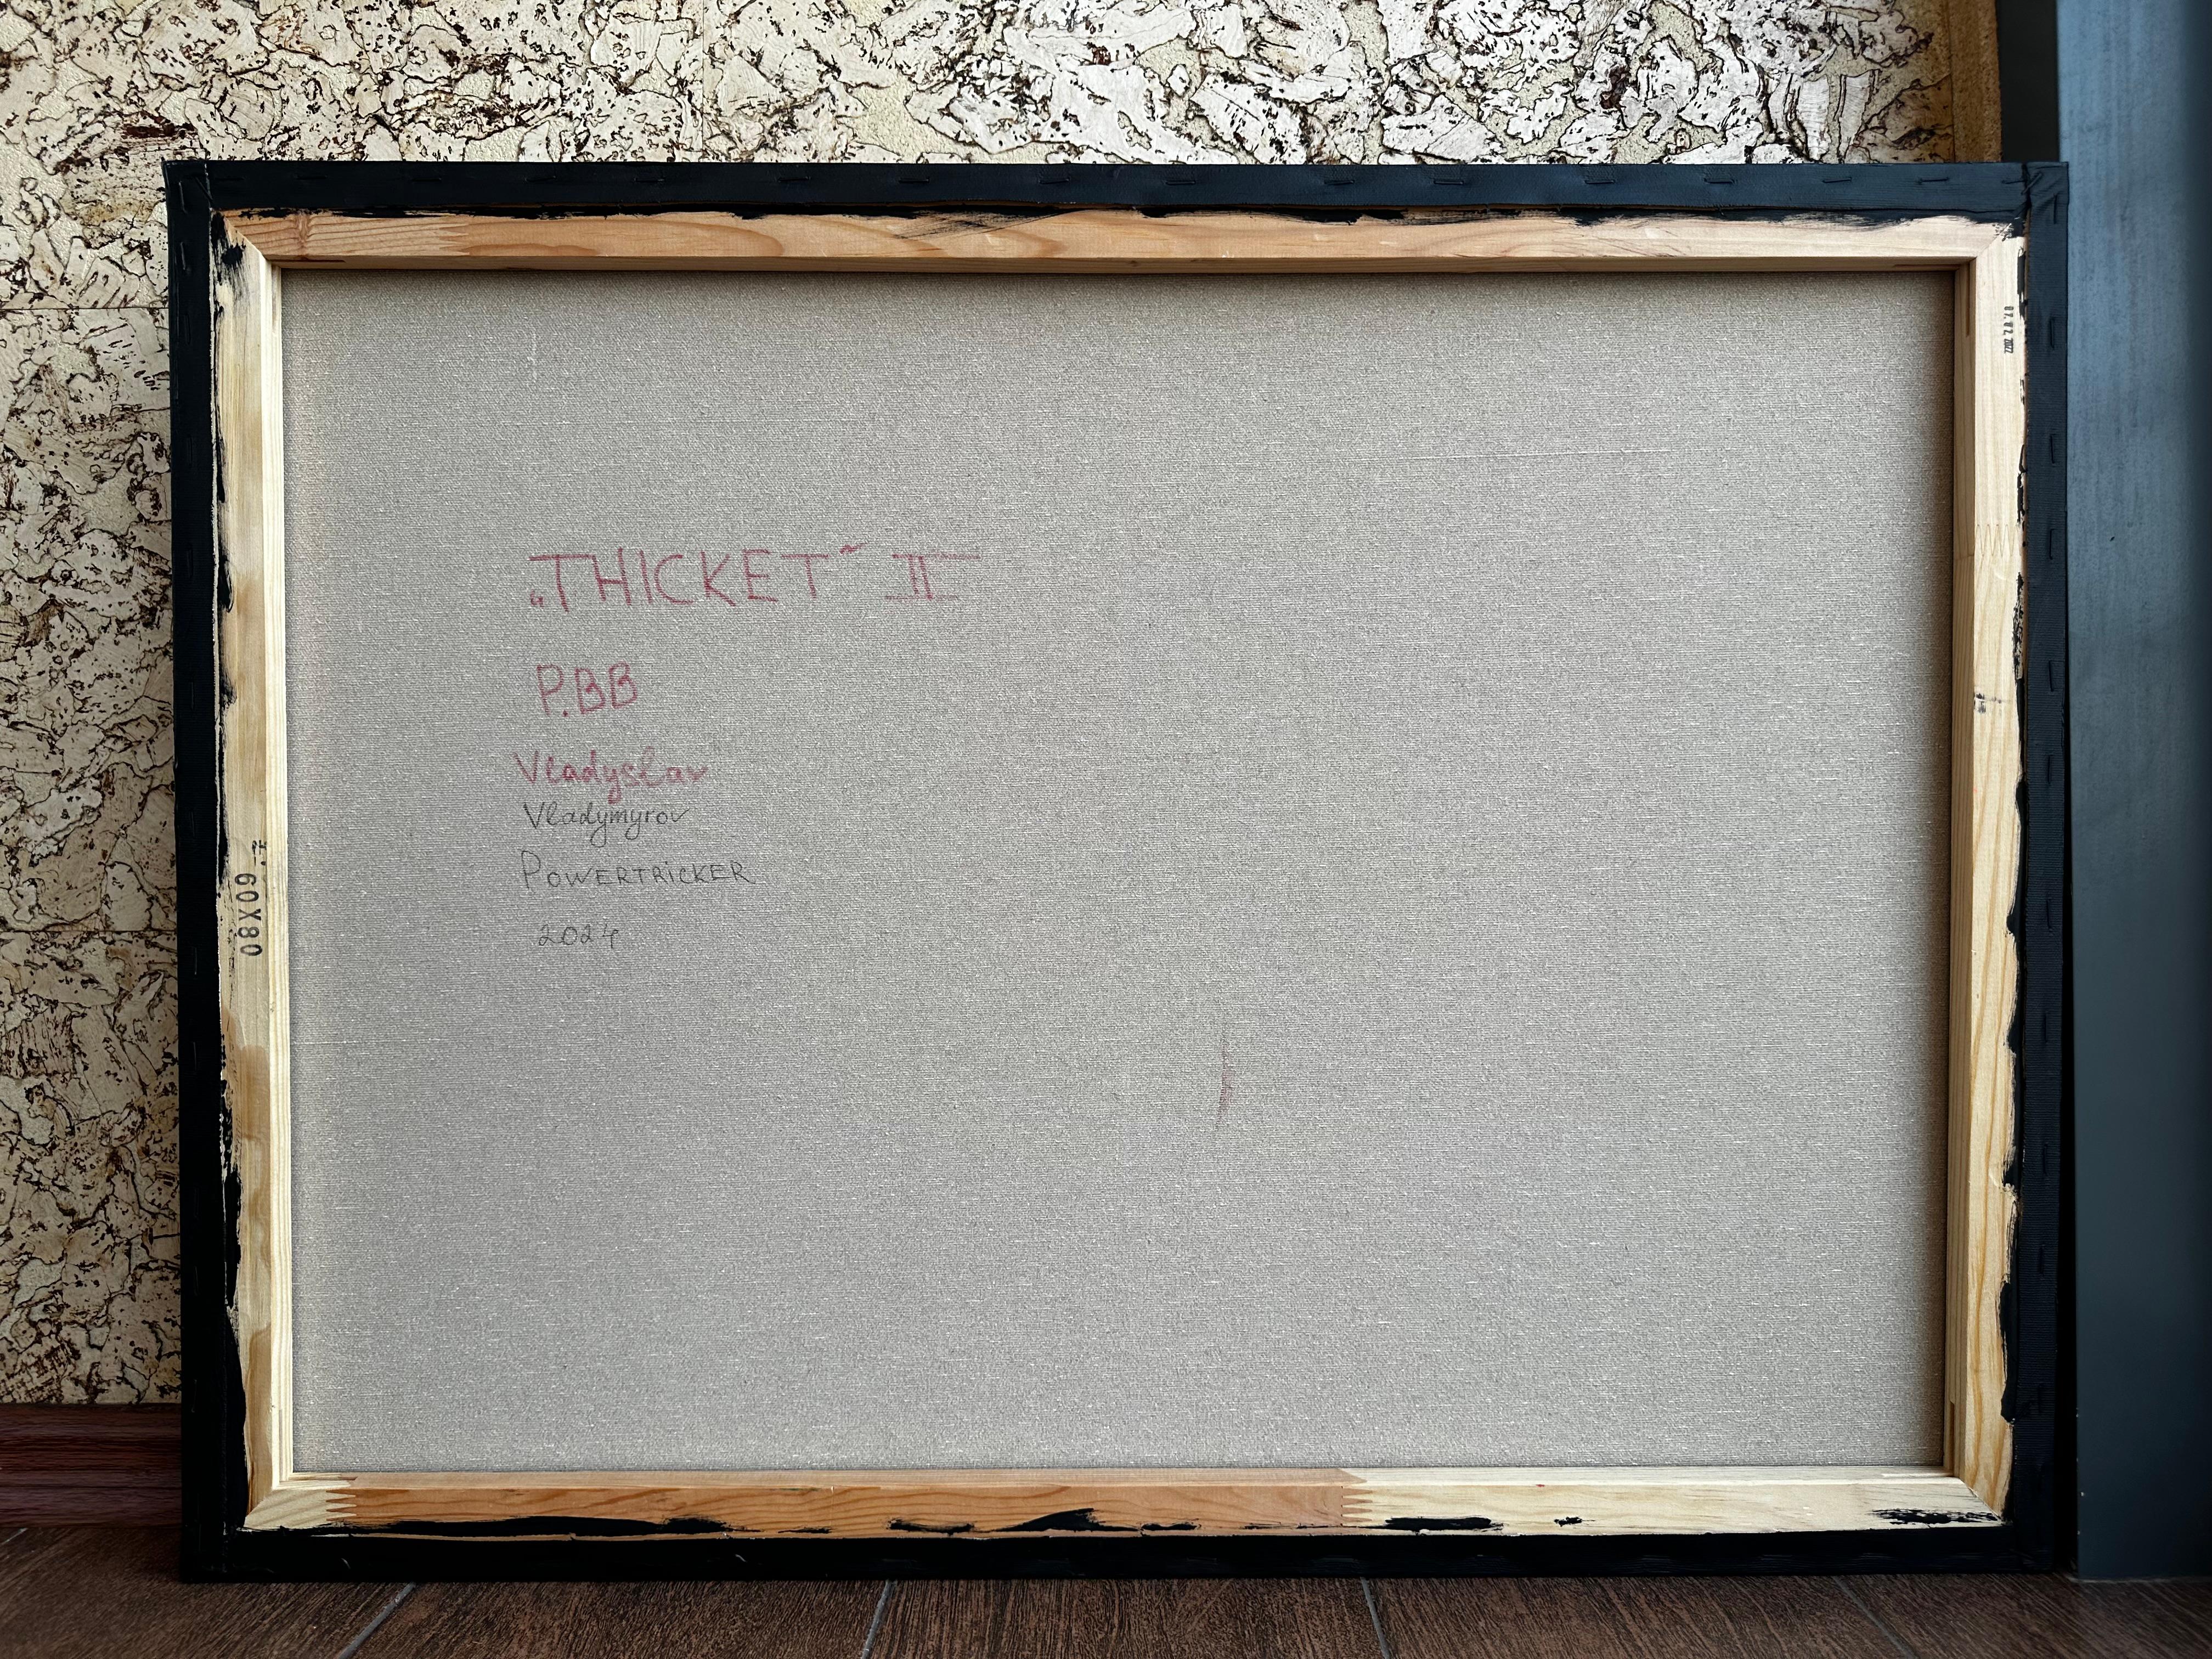 „THICKET“ II
P.BB
Vladyslav
Vladymyrov
POWERTRICKER
2024
60X80